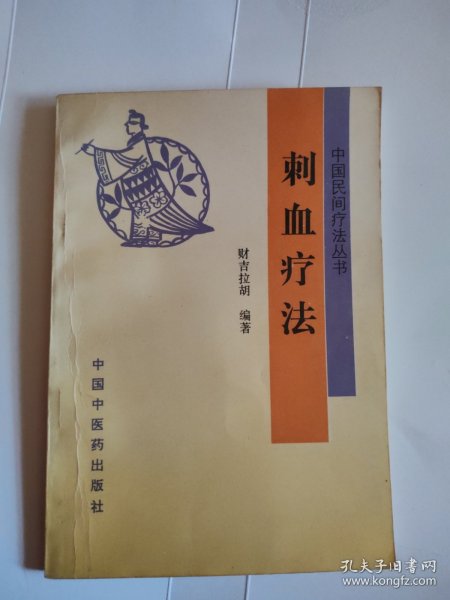 中国民间疗法丛书
刺血疗法
财吉拉胡 编著
中国中医药出版社
孔夫子旧书网
www.kongfz.com